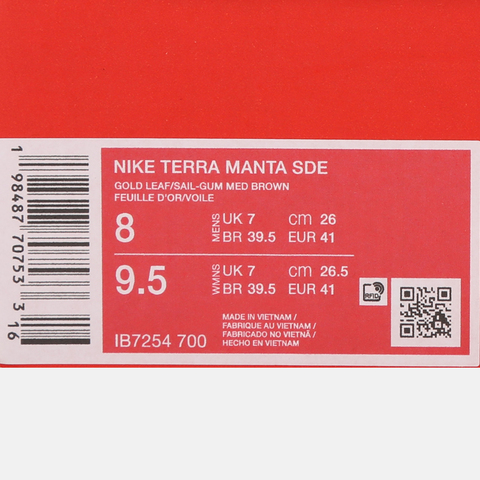 NIKE TERRA MANTA SDE
GOLD LEAF/SAIL-GUM MED BROWN
FEUILLE D'OR/VOILE
8 MENS UK 7 cm 26
BR 39.5 EUR 41
9.5 WMNS UK 7 cm 26.5
BR 39.5 EUR 41
IB7254 700
MADE IN VIETNAM /
FABRIQUE AU VIETNAM /
FABRICADO NO VIETNÃ /
HECHO EN VIETNAM
RFID
1 98487 70753 3 16